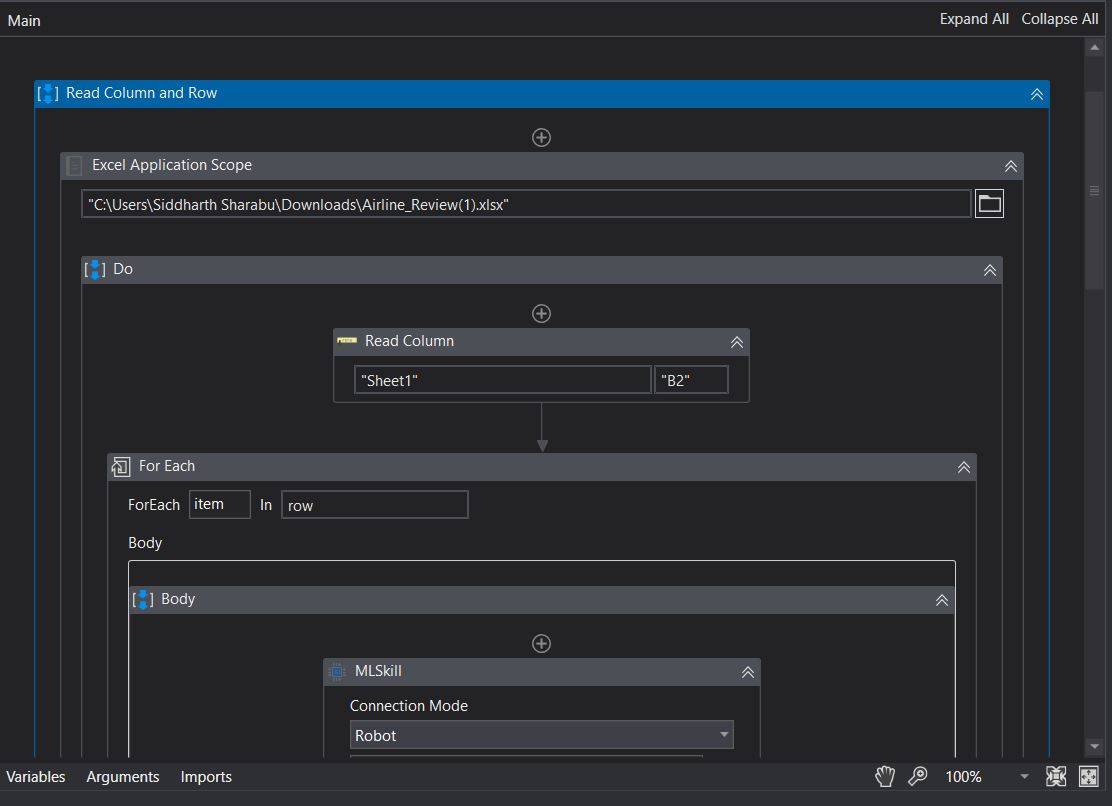 Main Expand All Collapse All
Read Column and Row
Excel Application Scope
"C:\Users\Siddharth Sharabu\Downloads\Airline_Review(1).xlsx"
Do
Read Column
"Sheet1" "B2"
For Each
ForEach item In row
Body
Body
MLSkill
Connection Mode
Robot
Variables Arguments Imports 100%